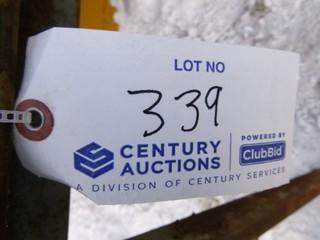 LOT NO
339
CENTURY
AUCTIONS
POWERED BY
ClubBid
A DIVISION OF CENTURY SERVICES